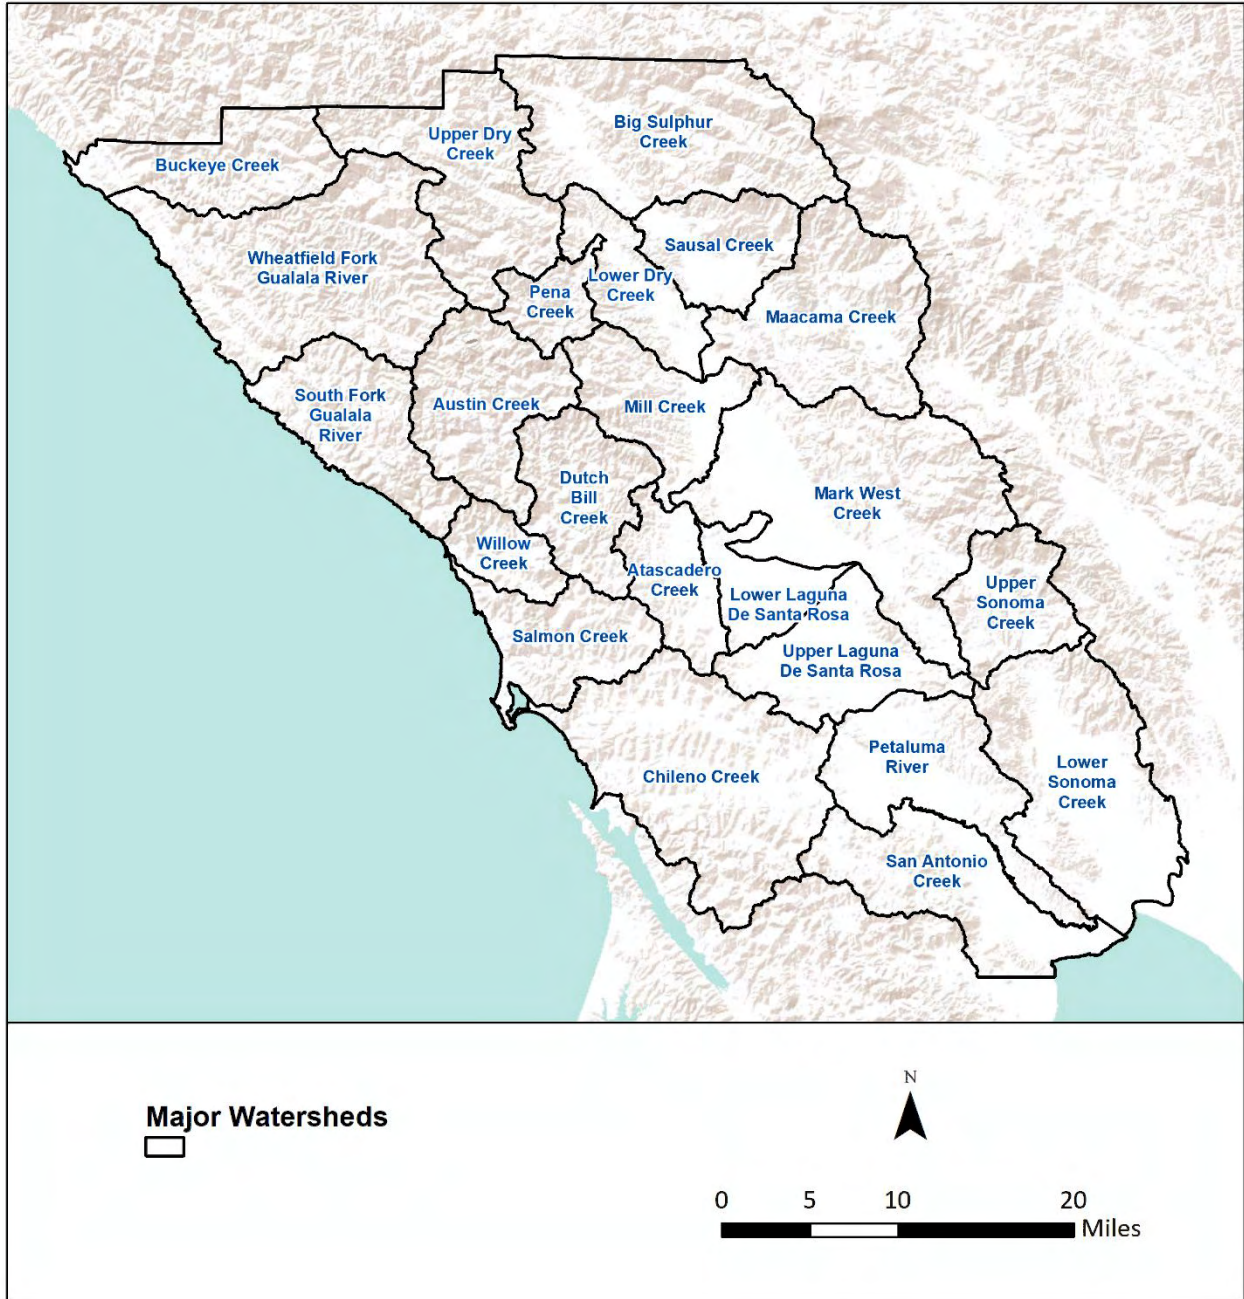 Big Sulphur
Creek
Upper Dry
Creek
Buckeye Creek
Sausal Creek
Wheatfield Fork
Gualala River
Lower Dry
Creek
Pena
Creek
Maacama Creek
South Fork
Gualala
River
Austin Creek
Mill Creek
Dutch
Bill
Creek
Mark West
Creek
Willow
Creek
Atascadero
Creek
Lower Laguna
De Santa Rosa
Upper
Sonoma
Creek
Salmon Creek
Upper Laguna
De Santa Rosa
Petaluma
River
Chileno Creek
Lower
Sonoma
Creek
San Antonio
Creek
Major Watersheds
N
0 5 10 20
Miles